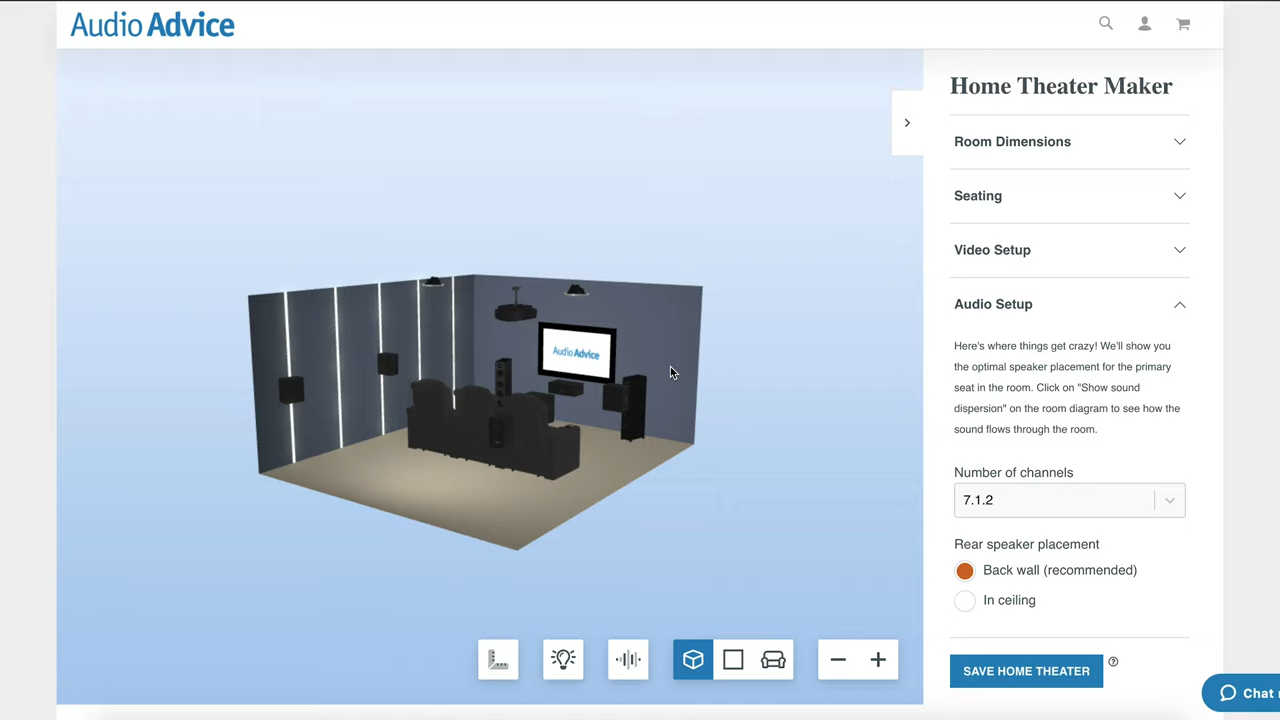 Audio Advice
Home Theater Maker
Room Dimensions
Seating
Video Setup
Audio Setup
Here's where things get crazy! We'll show you
the optimal speaker placement for the primary
seat in the room. Click on "Show sound
dispersion" on the room diagram to see how the
sound flows through the room.
Number of channels
7.1.2
Rear speaker placement
Back wall (recommended)
In ceiling
SAVE HOME THEATER
Audio Advice
Chat